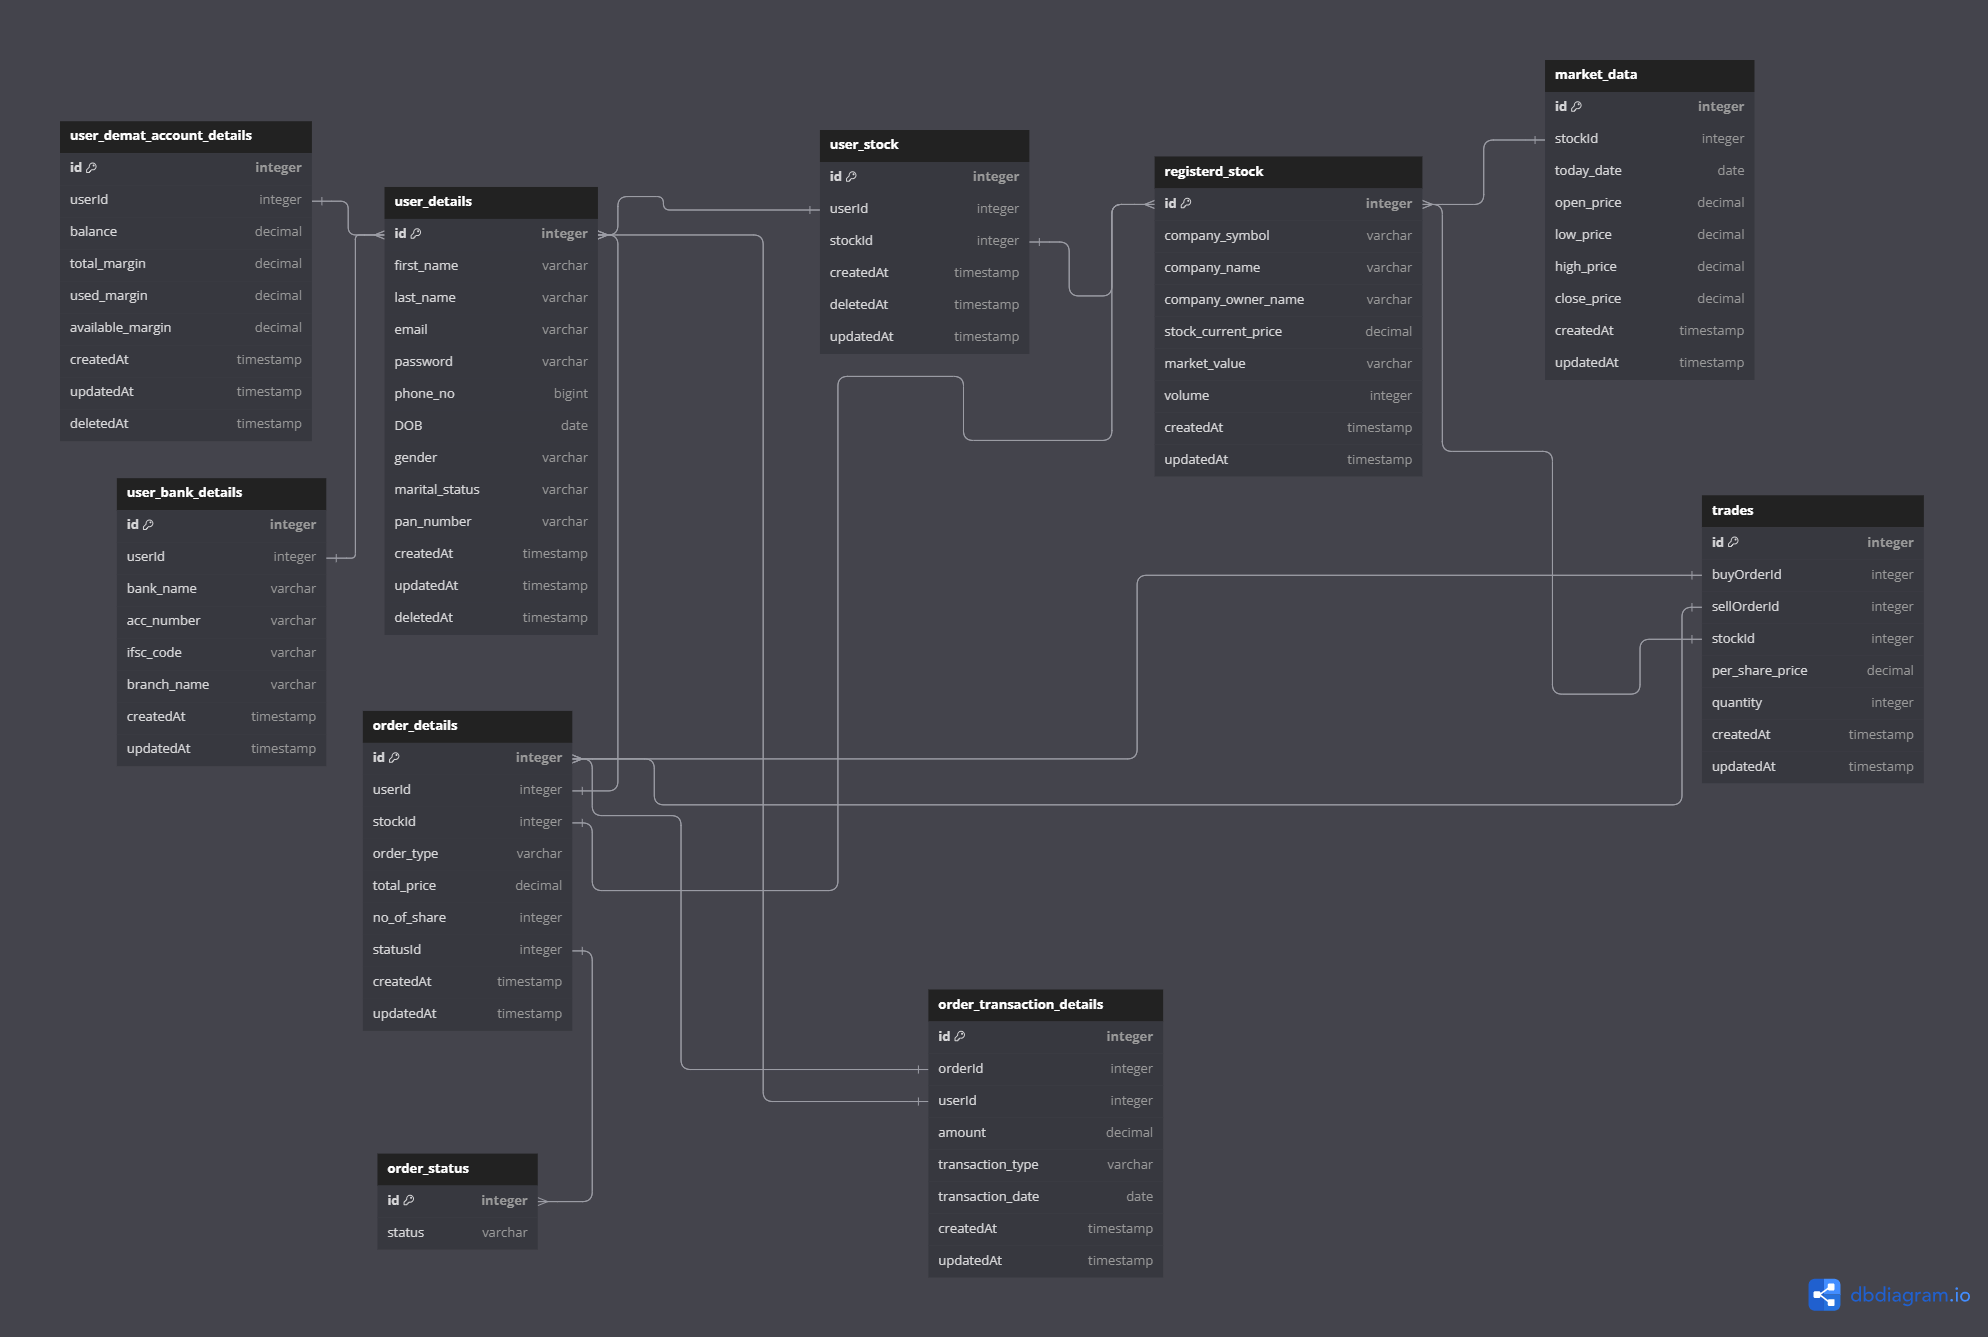 user_demat_account_details
id integer
userId integer
balance decimal
total_margin decimal
used_margin decimal
available_margin decimal
createdAt timestamp
updatedAt timestamp
deletedAt timestamp
user_bank_details
id integer
userId integer
bank_name varchar
acc_number varchar
ifsc_code varchar
branch_name varchar
createdAt timestamp
updatedAt timestamp
user_details
id integer
first_name varchar
last_name varchar
email varchar
password varchar
phone_no bigint
DOB date
gender varchar
marital_status varchar
pan_number varchar
createdAt timestamp
updatedAt timestamp
deletedAt timestamp
order_details
id integer
userId integer
stockId integer
order_type varchar
total_price decimal
no_of_share integer
statusId integer
createdAt timestamp
updatedAt timestamp
order_status
id integer
status varchar
user_stock
id integer
userId integer
stockId integer
createdAt timestamp
deletedAt timestamp
updatedAt timestamp
registerd_stock
id integer
company_symbol varchar
company_name varchar
company_owner_name varchar
stock_current_price decimal
market_value varchar
volume integer
createdAt timestamp
updatedAt timestamp
market_data
id integer
stockId integer
today_date date
open_price decimal
low_price decimal
high_price decimal
close_price decimal
createdAt timestamp
updatedAt timestamp
trades
id integer
buyOrderId integer
sellOrderId integer
stockId integer
per_share_price decimal
quantity integer
createdAt timestamp
updatedAt timestamp
order_transaction_details
id integer
orderId integer
userId integer
amount decimal
transaction_type varchar
transaction_date date
createdAt timestamp
updatedAt timestamp
dbdiagram.io